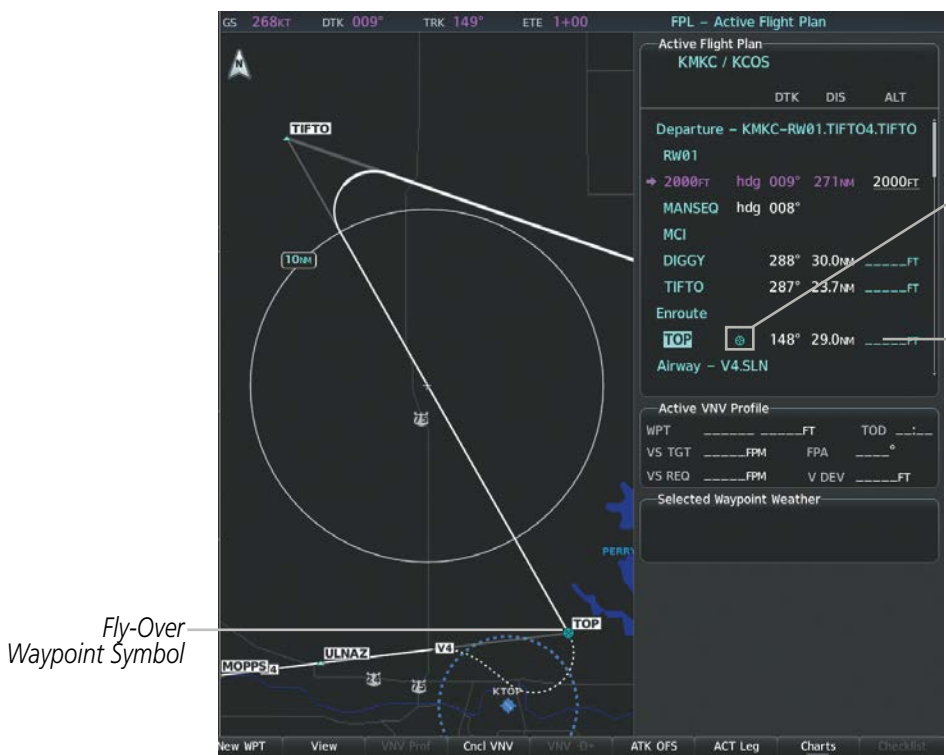 GS 268KT DTK 009° TRK 149° ETE 1+00 FPL – Active Flight Plan
N
TIFTO
10NM
75
PERRY
TOP
V4
ULNAZ
MOPPS 4
24
75
KTOP
Fly-Over
Waypoint Symbol
Active Flight Plan
KMKC / KCOS
DTK DIS ALT
Departure – KMKC–RW01.TIFTO4.TIFTO
RW01
2000FT hdg 009° 271NM 2000FT
MANSEQ hdg 008°
MCI
DIGGY 288° 30.0NM _____FT
TIFTO 287° 23.7NM _____FT
Enroute
TOP 148° 29.0NM _____FT
Airway – V4.SLN
Active VNV Profile
WPT ______ _____FT TOD __:__
VS TGT _____FPM FPA ____°
VS REQ _____FPM V DEV _____FT
Selected Waypoint Weather
New WPT View VNV Prof Cncl VNV VNV -D→ ATK OFS ACT Leg Charts Checklist